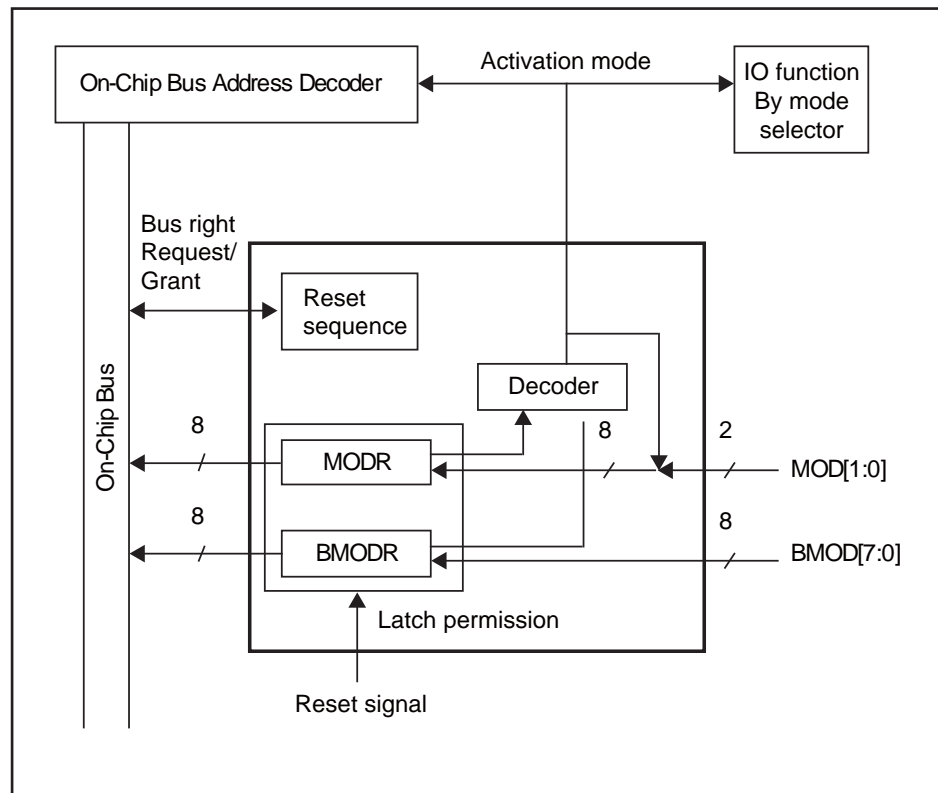 Activation mode
On-Chip Bus Address Decoder
IO function
By mode
selector
Bus right
Request/
Grant
Reset
sequence
Decoder
On-Chip Bus
8
MODR
8
2
MOD[1:0]
8
BMODR
8
BMOD[7:0]
Latch permission
Reset signal